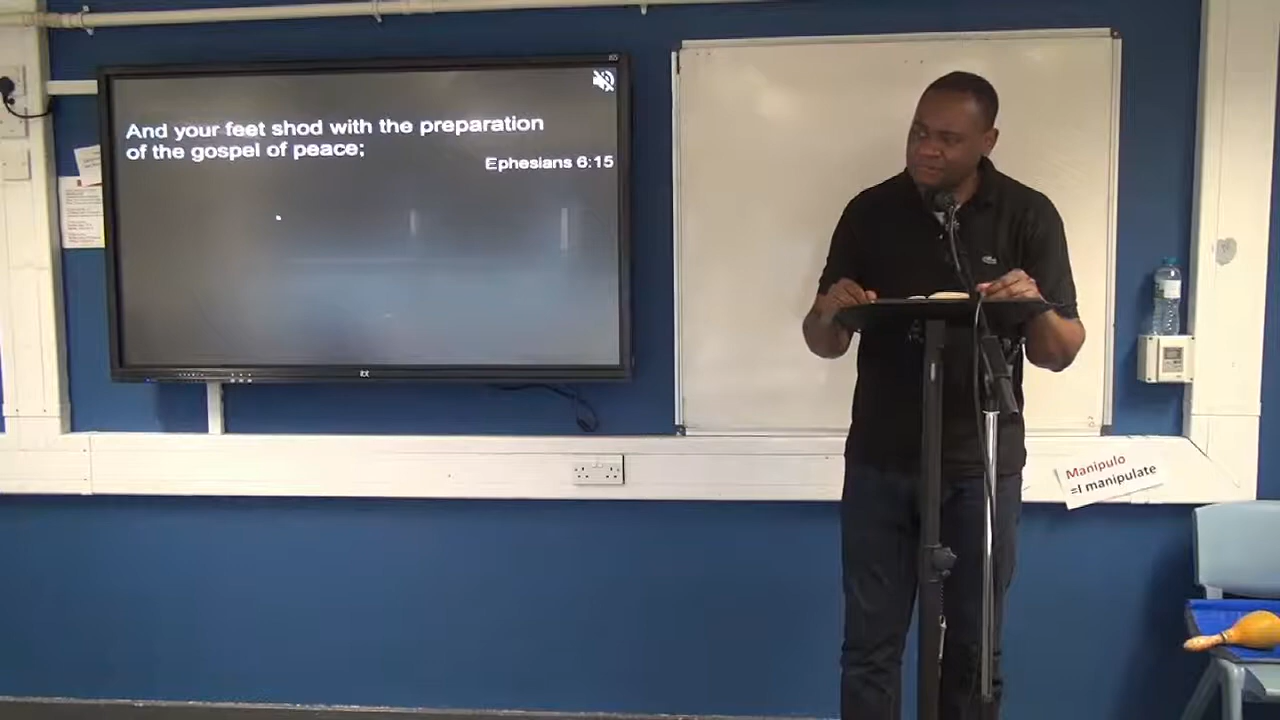 And your feet shod with the preparation
of the gospel of peace;
Ephesians 6:15
Manipulo
=I manipulate